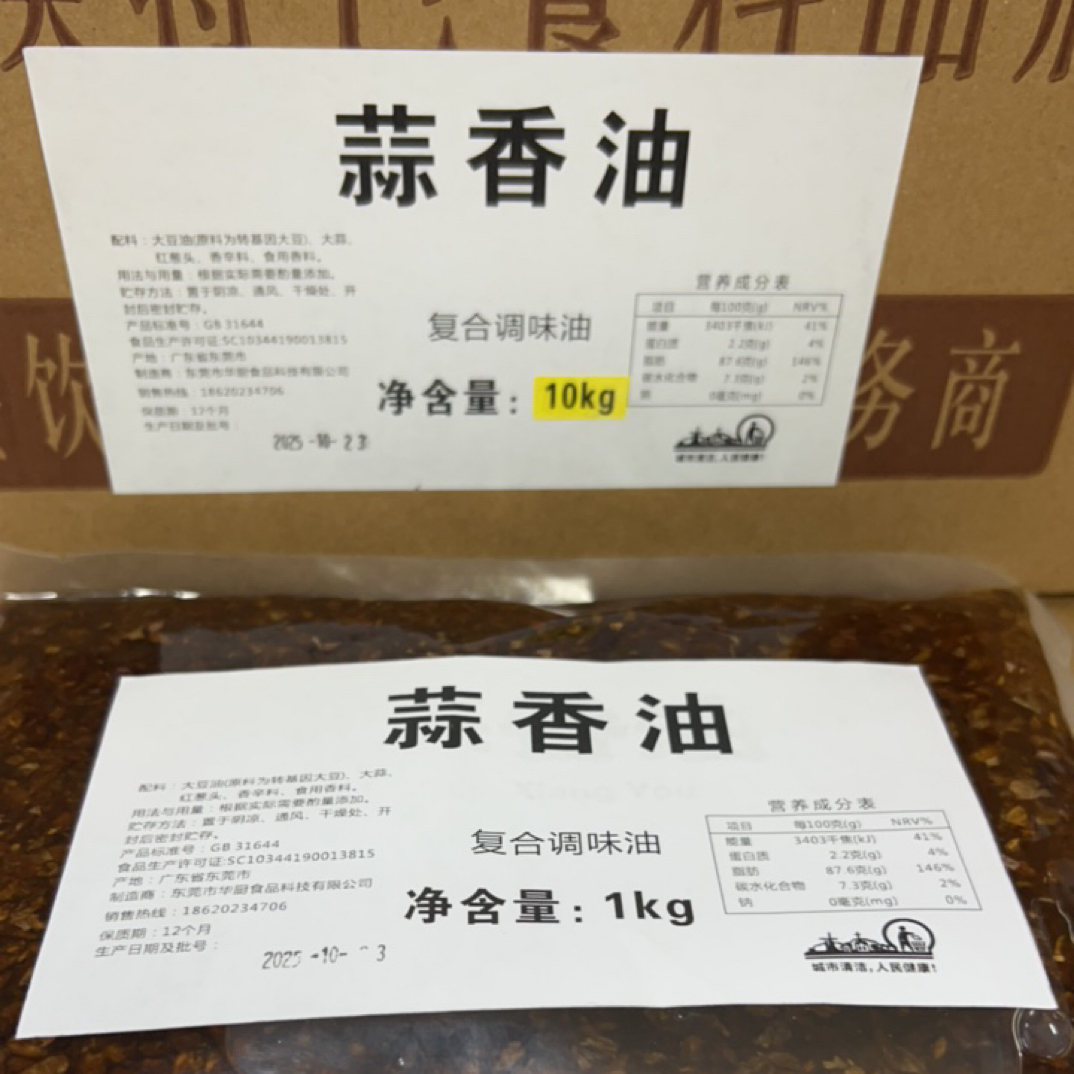 食料品
饮
务商
蒜香油
配料：大豆油(原料为转基因大豆)、大蒜、
红葱头、香辛料、食用香料。
用法与用量：根据实际需要酌量添加。
贮存方法：置于阴凉、通风、干燥处、开
封后密封贮存。
产品标准号：GB 31644
食品生产许可证:SC10344190013815
产地：广东省东莞市
制造商：东莞市华厨食品科技有限公司
销售热线：18620234706
保质期：12个月
生产日期及批号：
2025-10-23
复合调味油
净含量：10kg
营养成分表
项目 每100克(g) NRV%
能量 3403千焦(kJ) 41%
蛋白质 2.2克(g) 4%
脂肪 87.6克(g) 146%
碳水化合物 7.3克(g) 2%
钠 0毫克(mg) 0%
城市清洁,人民健康!
蒜香油
配料：大豆油(原料为转基因大豆)、大蒜、
红葱头、香辛料、食用香料。
用法与用量：根据实际需要酌量添加。
贮存方法：置于阴凉、通风、干燥处、开
封后密封贮存。
产品标准号：GB 31644
食品生产许可证:SC10344190013815
产地：广东省东莞市
制造商：东莞市华厨食品科技有限公司
销售热线：18620234706
保质期：12个月
生产日期及批号：
2025-10- 3
复合调味油
净含量：1kg
营养成分表
项目 每100克(g) NRV%
能量 3403千焦(kJ) 41%
蛋白质 2.2克(g) 4%
脂肪 87.6克(g) 146%
碳水化合物 7.3克(g) 2%
钠 0毫克(mg) 0%
城市清洁,人民健康!